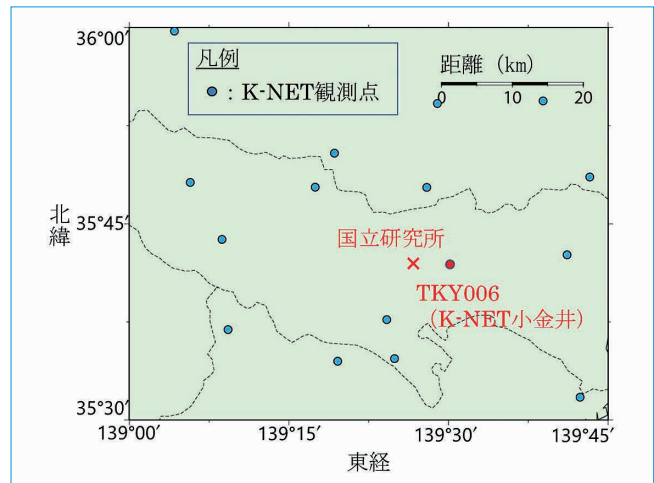 36°00′
凡例
：K-NET観測点
距離 (km)
0 10 20
北緯
35°45′
国立研究所
TKY006
（K-NET小金井）
35°30′
139°00′ 139°15′ 139°30′ 139°45′
東経